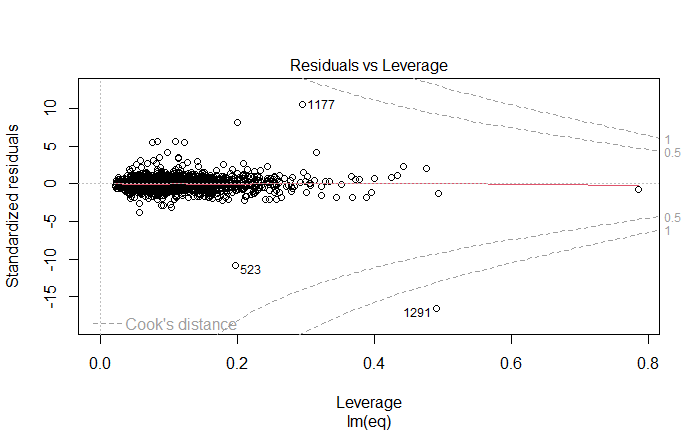 Residuals vs Leverage
Standardized residuals
10
5
0
-5
-10
-15
1177
523
1291
1
0.5
0.5
1
Cook's distance
0.0 0.2 0.4 0.6 0.8
Leverage
lm(eq)